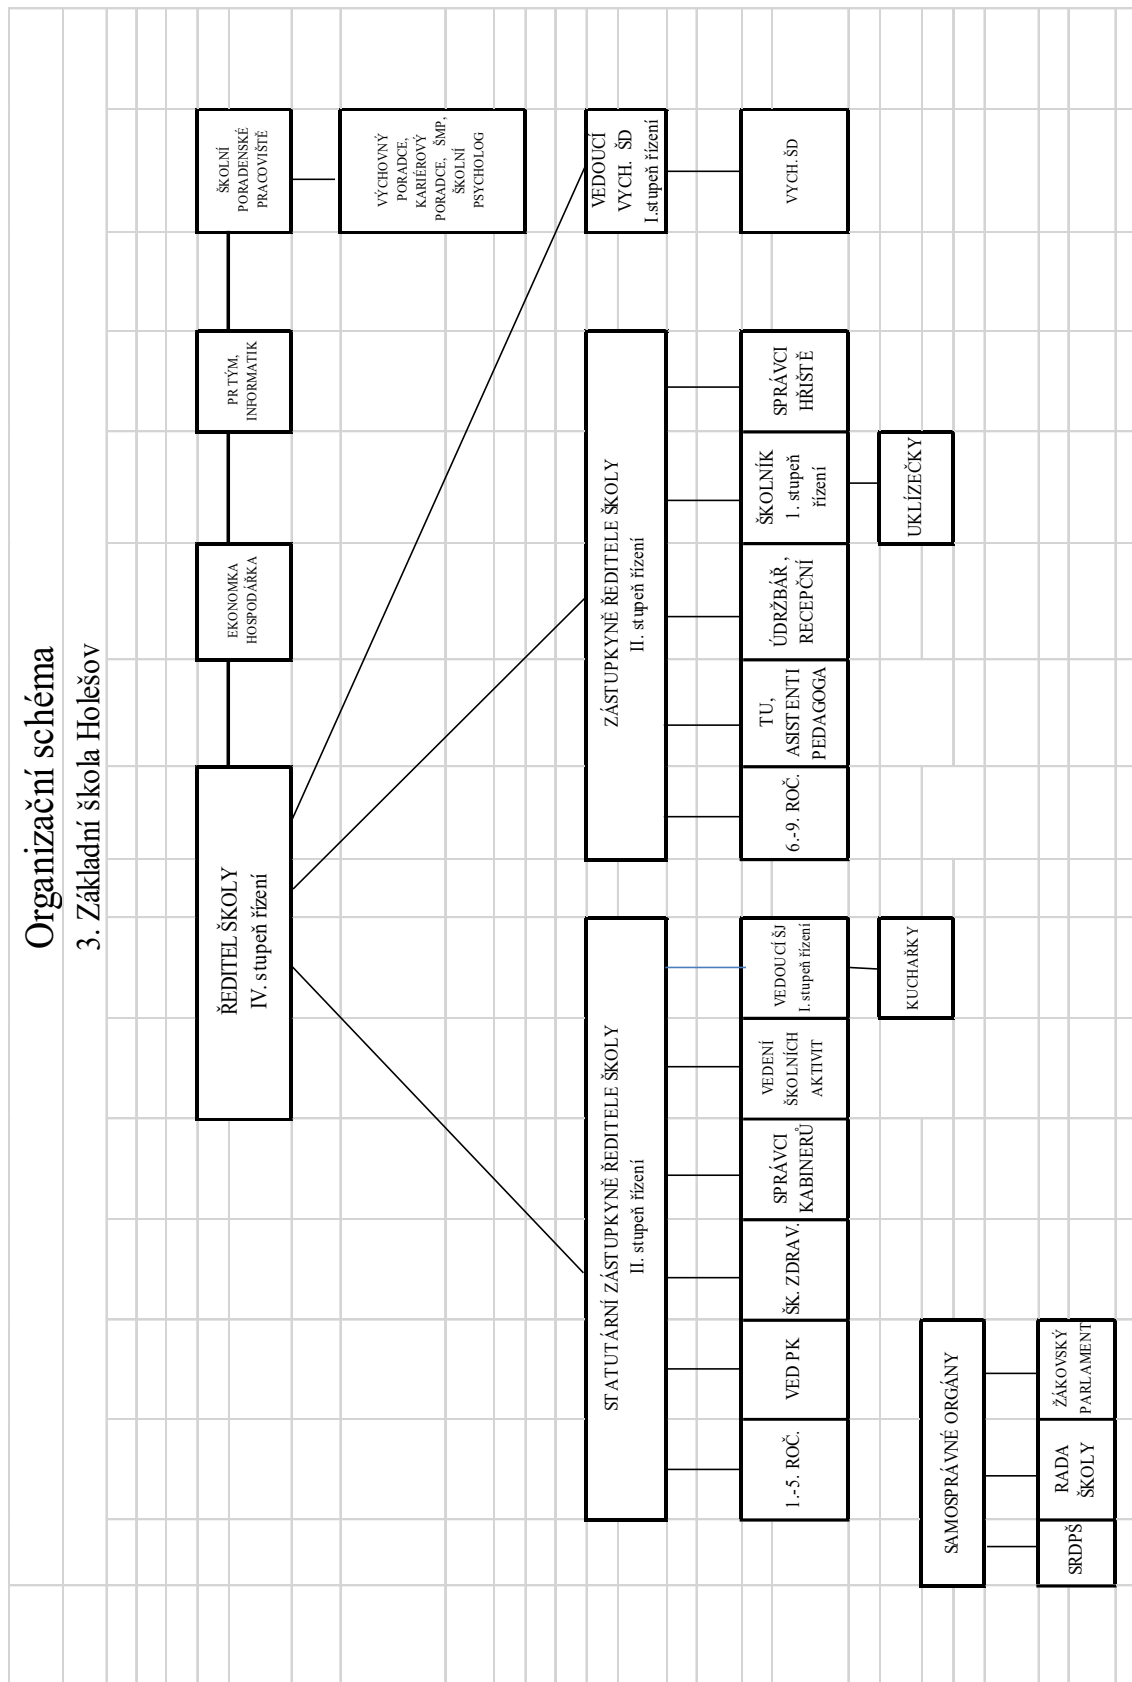 Organizační schéma
3. Základní škola Holešov
ŘEDITEL ŠKOLY
IV. stupeň řízení
EKONOMKA
HOSPODÁŘKA
PR TÝM,
INFORMATIK
ŠKOLNÍ
PORADENSKÉ
PRACOVIŠTĚ
VÝCHOVNÝ
PORADCE,
KARIÉROVÝ
PORADCE, ŠMP,
ŠKOLNÍ
PSYCHOLOG
STATUTÁRNÍ ZÁSTUPKYNĚ ŘEDITELE ŠKOLY
II. stupeň řízení
ZÁSTUPKYNĚ ŘEDITELE ŠKOLY
II. stupeň řízení
VEDOUCÍ
VYCH. ŠD
I.stupeň řízení
1.-5. ROČ.
VED PK
ŠK. ZDRAV.
SPRÁVCI
KABINERŮ
VEDENÍ
ŠKOLNÍCH
AKTIVIT
VEDOUCÍ ŠJ
I. stupeň řízení
6.-9. ROČ.
TU,
ASISTENTI
PEDAGOGA
ÚDRŽBÁŘ ,
RECEPČNÍ
ŠKOLNÍK
1. stupeň
řízení
SPRÁVCI
HŘIŠTĚ
VYCH. ŠD
KUCHAŘKY
UKLÍZEČKY
SAMOSPRÁVNÉ ORGÁNY
SRDPŠ
RADA
ŠKOLY
ŽÁKOVSKÝ
PARLAMENT